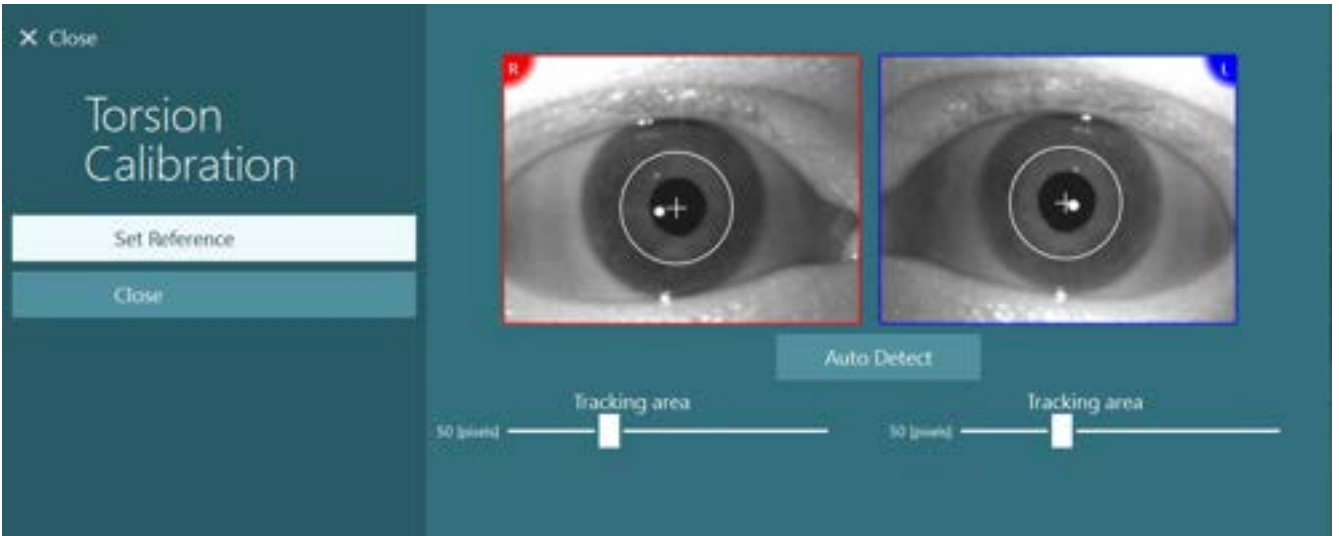 Close
Torsion
Calibration
Set Reference
Close
R
L
Auto Detect
Tracking area
50 [pixels]
Tracking area
50 [pixels]